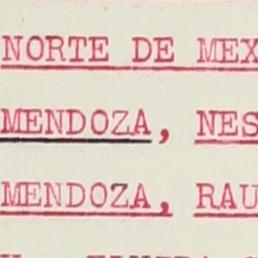 NORTE DE MEX
MENDOZA, NES
MENDOZA, RAU